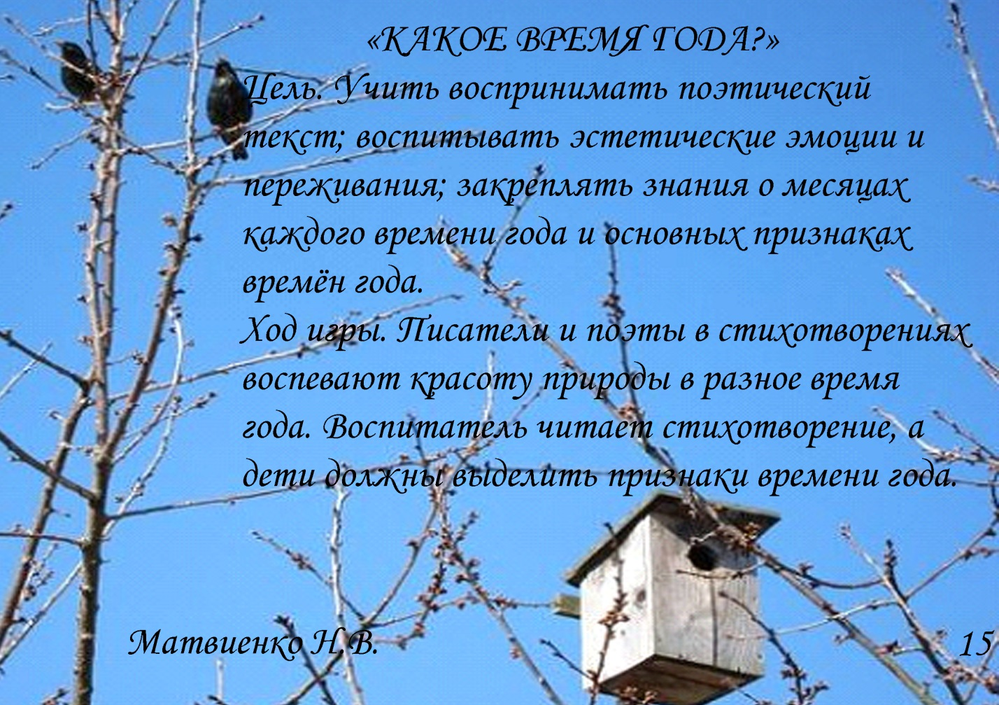 «КАКОЕ ВРЕМЯ ГОДА?»
Цель. Учить воспринимать поэтический
текст; воспитывать эстетические эмоции и
переживания; закреплять знания о месяцах
каждого времени года и основных признаках
времён года.
Ход игры. Писатели и поэты в стихотворениях
воспевают красоту природы в разное время
года. Воспитатель читает стихотворение, а
дети должны выделить признаки времени года.
Матвиенко Н.В.
15